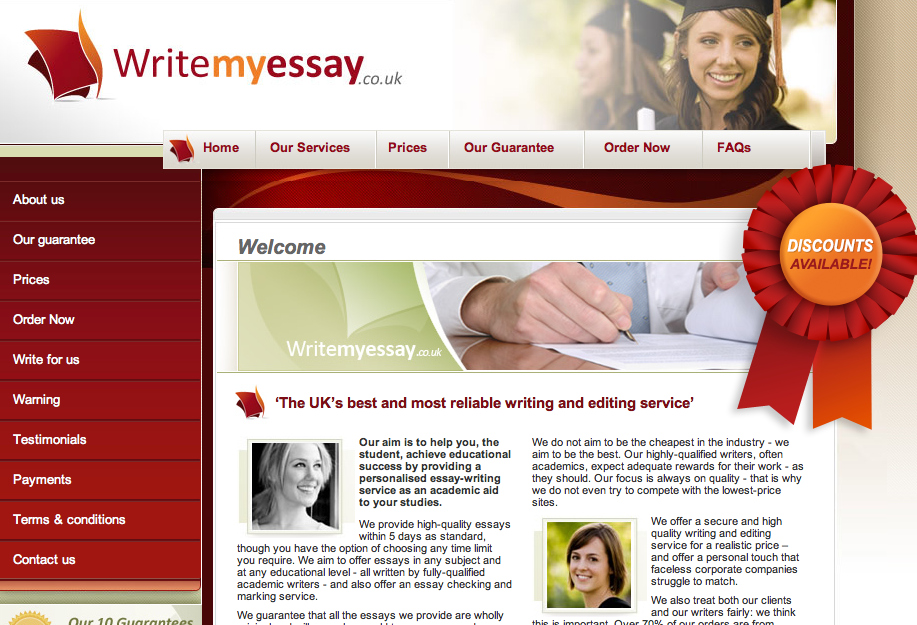 Writemyessay.co.uk
Home
Our Services
Prices
Our Guarantee
Order Now
FAQs
About us
Our guarantee
Prices
Order Now
Write for us
Warning
Testimonials
Payments
Terms & conditions
Contact us
Our 10 Guarantees
DISCOUNTS
AVAILABLE!
Welcome
Writemyessay.co.uk
‘The UK’s best and most reliable writing and editing service’
Our aim is to help you, the
student, achieve educational
success by providing a
personalised essay-writing
service as an academic aid
to your studies.
We provide high-quality essays
within 5 days as standard,
though you have the option of choosing any time limit
you require. We aim to offer essays in any subject and
at any educational level - all written by fully-qualified
academic writers - and also offer an essay checking and
marking service.
We guarantee that all the essays we provide are wholly
We do not aim to be the cheapest in the industry - we
aim to be the best. Our highly-qualified writers, often
academics, expect adequate rewards for their work - as
they should. Our focus is always on quality - that is why
we do not even try to compete with the lowest-price
sites.
We offer a secure and high
quality writing and editing
service for a realistic price –
and offer a personal touch that
faceless corporate companies
struggle to match.
We also treat both our clients
and our writers fairly: we think
this is important. Over 70% of our orders are from